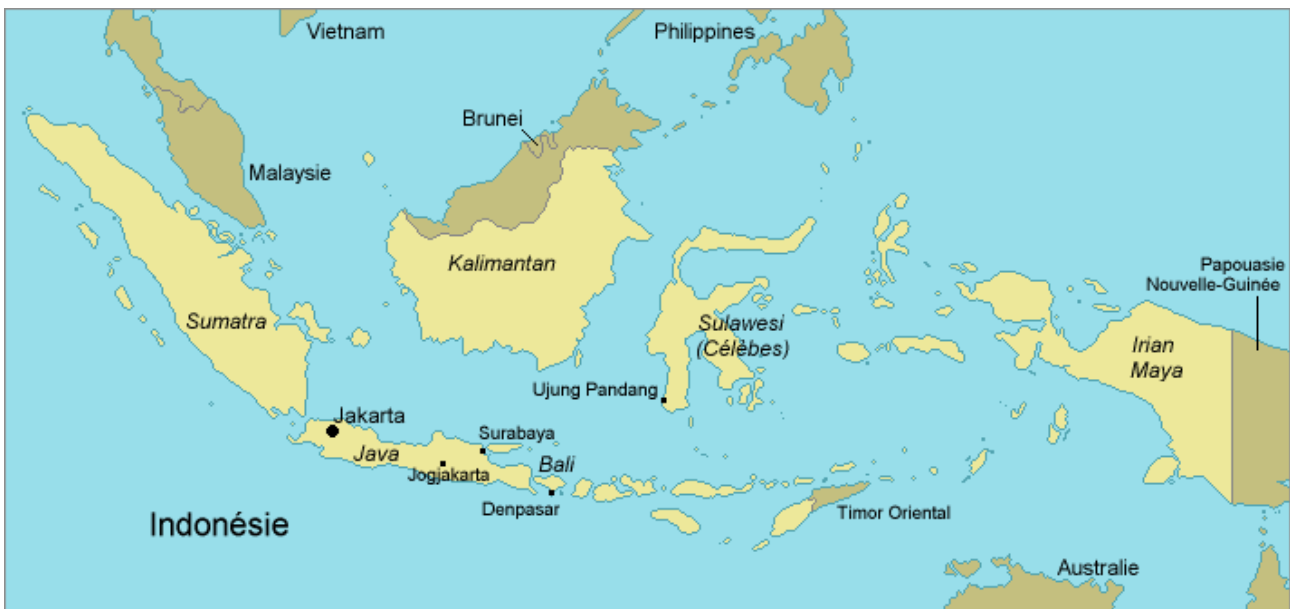 Vietnam
Philippines
Brunei
Malaysie
Kalimantan
Papouasie
Nouvelle-Guinée
Sumatra
Sulawesi
(Célèbes)
Irian
Maya
Ujung Pandang
Jakarta
Surabaya
Java
Bali
Jogjakarta
Denpasar
Timor Oriental
Indonésie
Australie